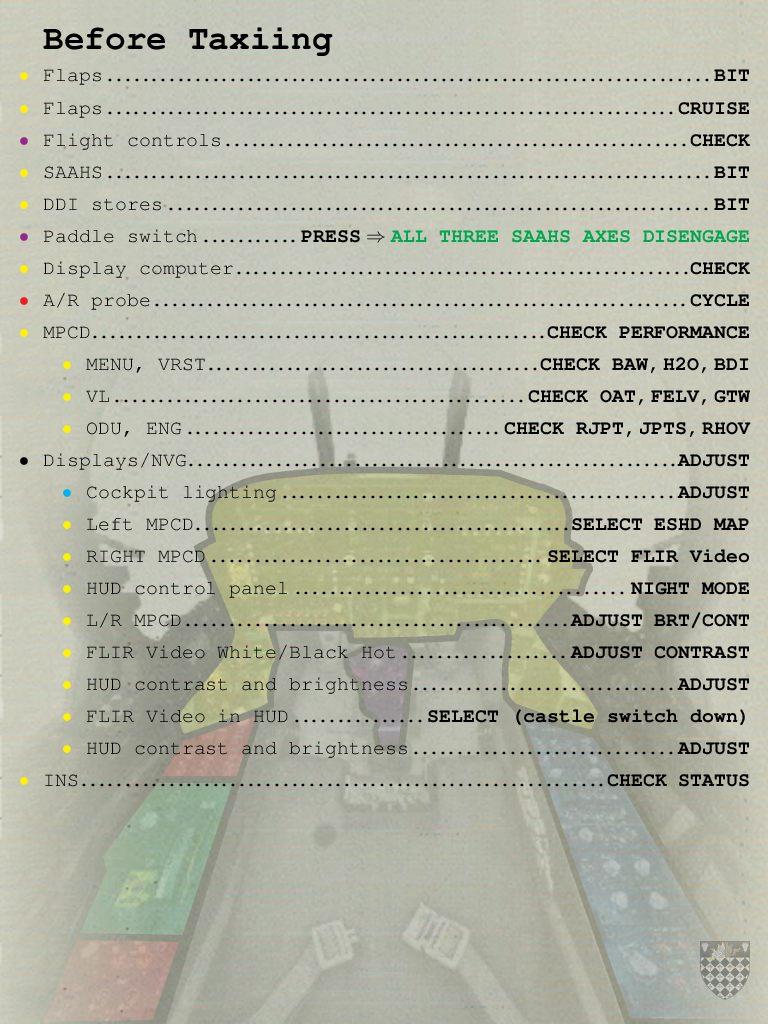 Before Taxiing
• Flaps..................................................BIT
• Flaps...............................................CRUISE
• Flight controls.......................................CHECK
• SAAHS..................................................BIT
• DDI stores.............................................BIT
• Paddle switch...........PRESS ⇒ ALL THREE SAAHS AXES DISENGAGE
• Display computer......................................CHECK
• A/R probe.............................................CYCLE
• MPCD......................................CHECK PERFORMANCE
• MENU, VRST............................CHECK BAW, H2O, BDI
• VL...................................CHECK OAT, FELV, GTW
• ODU, ENG..........................CHECK RJPT, JPTS, RHOV
• Displays/NVG.........................................ADJUST
• Cockpit lighting.................................ADJUST
• Left MPCD...............................SELECT ESHD MAP
• RIGHT MPCD............................SELECT FLIR Video
• HUD control panel............................NIGHT MODE
• L/R MPCD................................ADJUST BRT/CONT
• FLIR Video White/Black Hot..............ADJUST CONTRAST
• HUD contrast and brightness......................ADJUST
• FLIR Video in HUD...........SELECT (castle switch down)
• HUD contrast and brightness......................ADJUST
• INS............................................CHECK STATUS